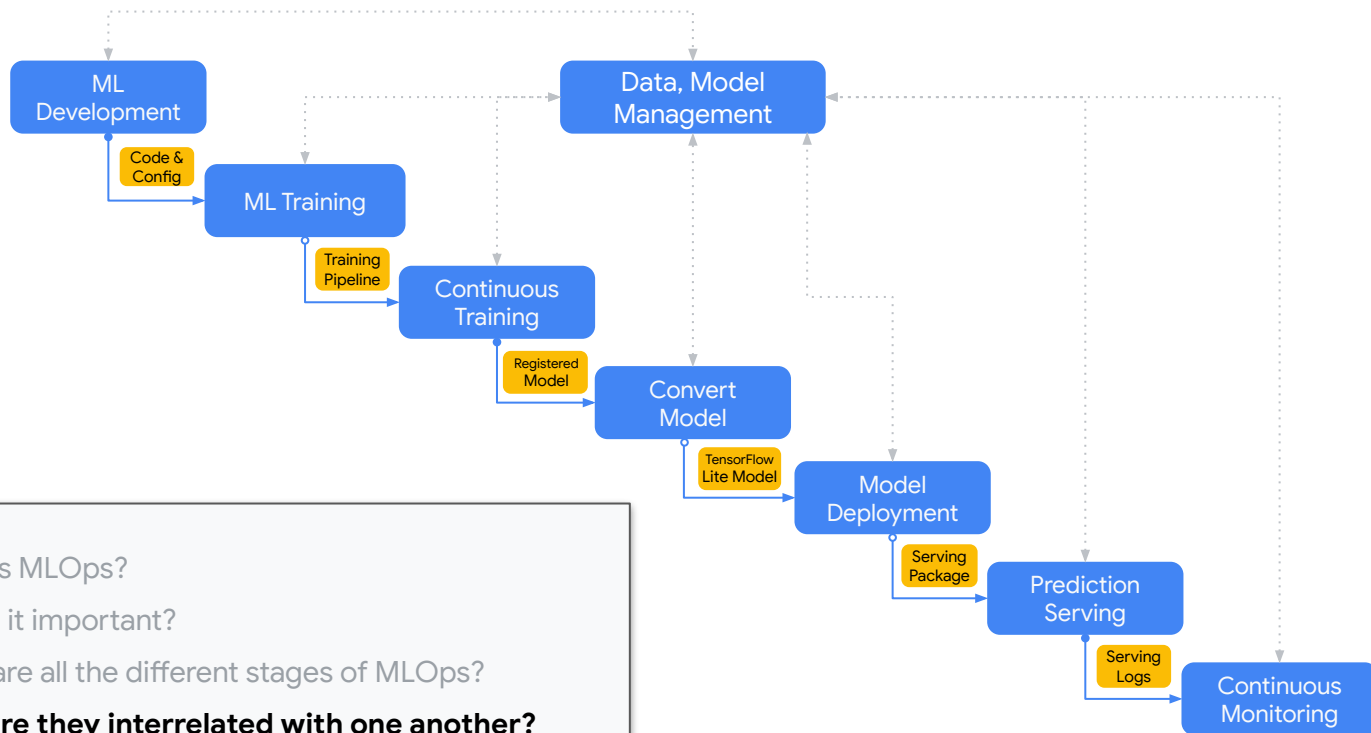 ML
Development
Data, Model
Management
Code &
Config
ML Training
Training
Pipeline
Continuous
Training
Registered
Model
Convert
Model
TensorFlow
Lite Model
Model
Deployment
Serving
Package
Prediction
Serving
Serving
Logs
Continuous
Monitoring
s MLOps?
it important?
are all the different stages of MLOps?
re they interrelated with one another?